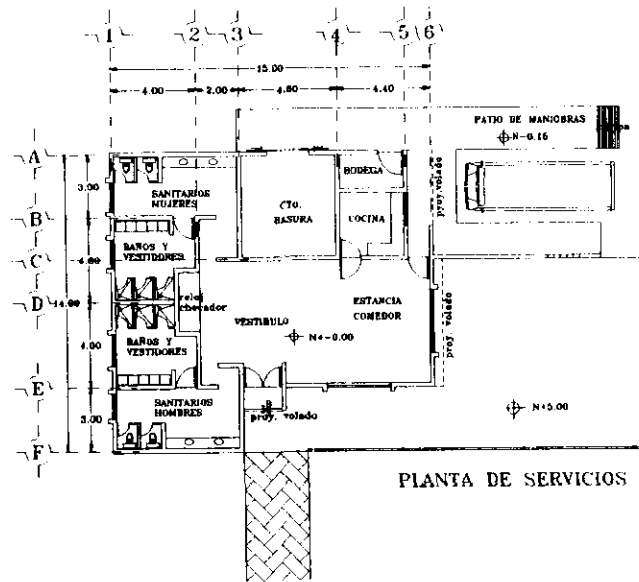 1 2 3 4 5 6
15.00
4.00 2.00 4.60 4.40
PATIO DE MANIOBRAS
N-0.15
A
B
C
D
E
F
3.00
4.00
3.00
14.00
SANITARIOS
MUJERES
BODEGA
CTO.
BASURA
COCINA
proy.volado
BAÑOS Y
VESTIDORES
reloj
checador
ESTANCIA
COMEDOR
VESTIBULO
N+-0.00
proy. volado
BAÑOS Y
VESTIDORES
SANITARIOS
HOMBRES
proy. volado
N+5.00
PLANTA DE SERVICIOS